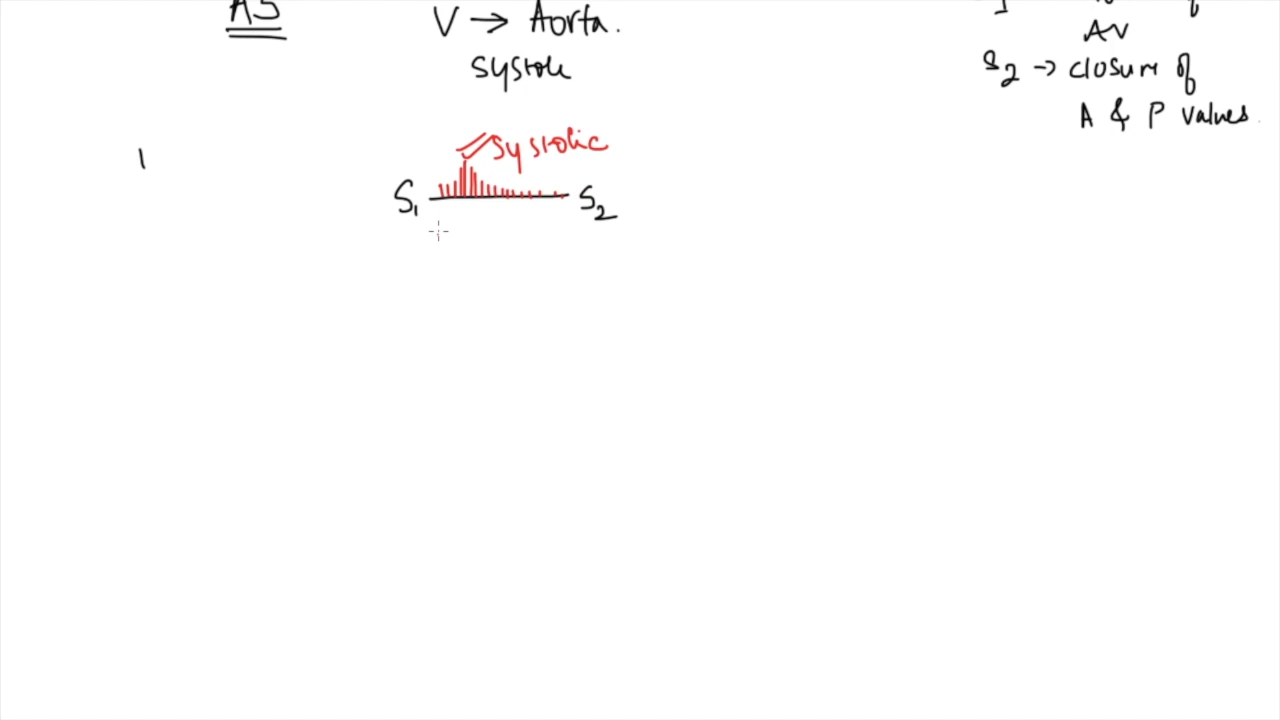 AS
V → Aorta.
systole
AV
S2 → closure of
A & P valves.
systolic
S1 S2